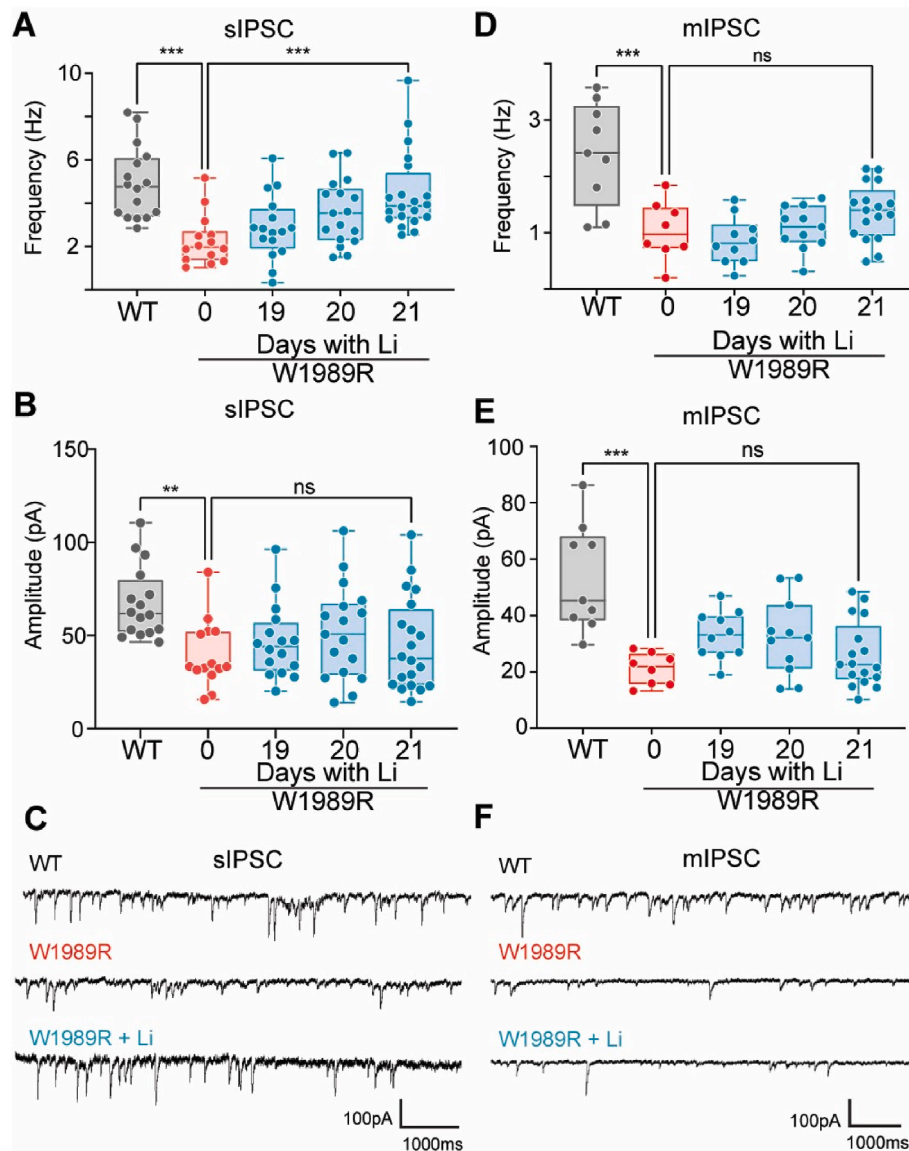 A
sIPSC
*** ***
Frequency (Hz)
10
6
2
WT 0 19 20 21
Days with Li
W1989R
D
mIPSC
*** ns
Frequency (Hz)
3
1
WT 0 19 20 21
Days with Li
W1989R
B
sIPSC
** ns
Amplitude (pA)
150
100
50
0
WT 0 19 20 21
Days with Li
W1989R
E
mIPSC
*** ns
Amplitude (pA)
100
80
60
40
20
0
WT 0 19 20 21
Days with Li
W1989R
C
sIPSC
WT
W1989R
W1989R + Li
100pA
1000ms
F
mIPSC
WT
W1989R
W1989R + Li
100pA
1000ms